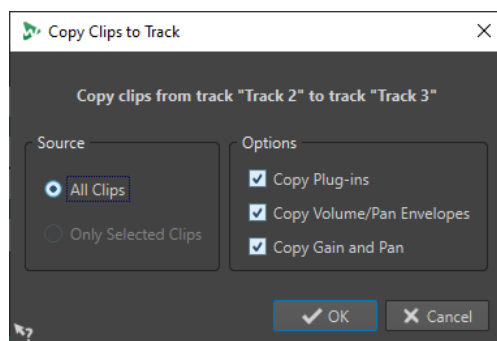 Copy Clips to Track
Copy clips from track "Track 2" to track "Track 3"
Source
All Clips
Only Selected Clips
Options
Copy Plug-ins
Copy Volume/Pan Envelopes
Copy Gain and Pan
OK
Cancel
?